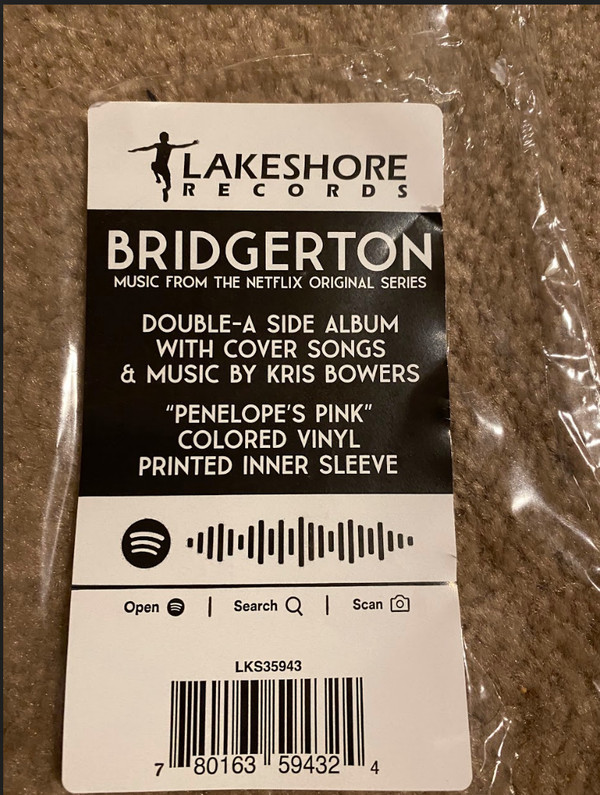 LAKESHORE
RECORDS
BRIDGERTON
MUSIC FROM THE NETFLIX ORIGINAL SERIES
DOUBLE-A SIDE ALBUM
WITH COVER SONGS
& MUSIC BY KRIS BOWERS
"PENELOPE'S PINK"
COLORED VINYL
PRINTED INNER SLEEVE
Open | Search | Scan
LKS35943
7 80163 59432 4